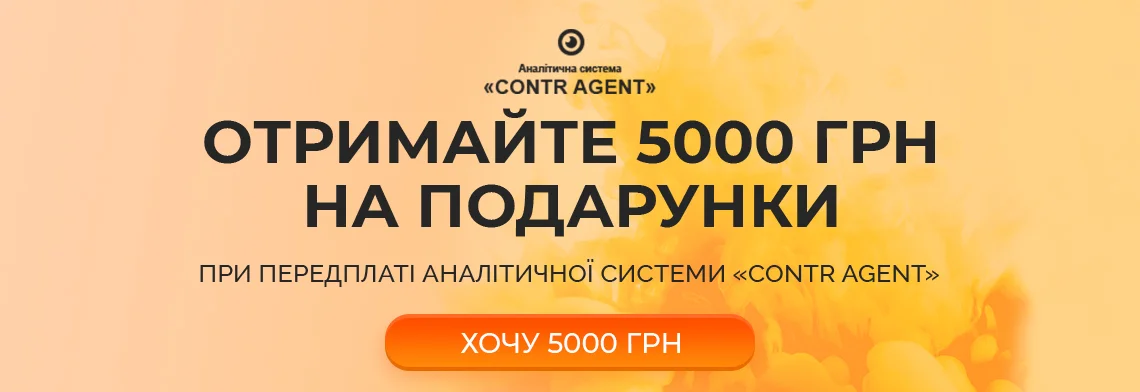 Аналітична система
«CONTR AGENT»
ОТРИМАЙТЕ 5000 ГРН
НА ПОДАРУНКИ
ПРИ ПЕРЕДПЛАТІ АНАЛІТИЧНОЇ СИСТЕМИ «CONTR AGENT»
ХОЧУ 5000 ГРН